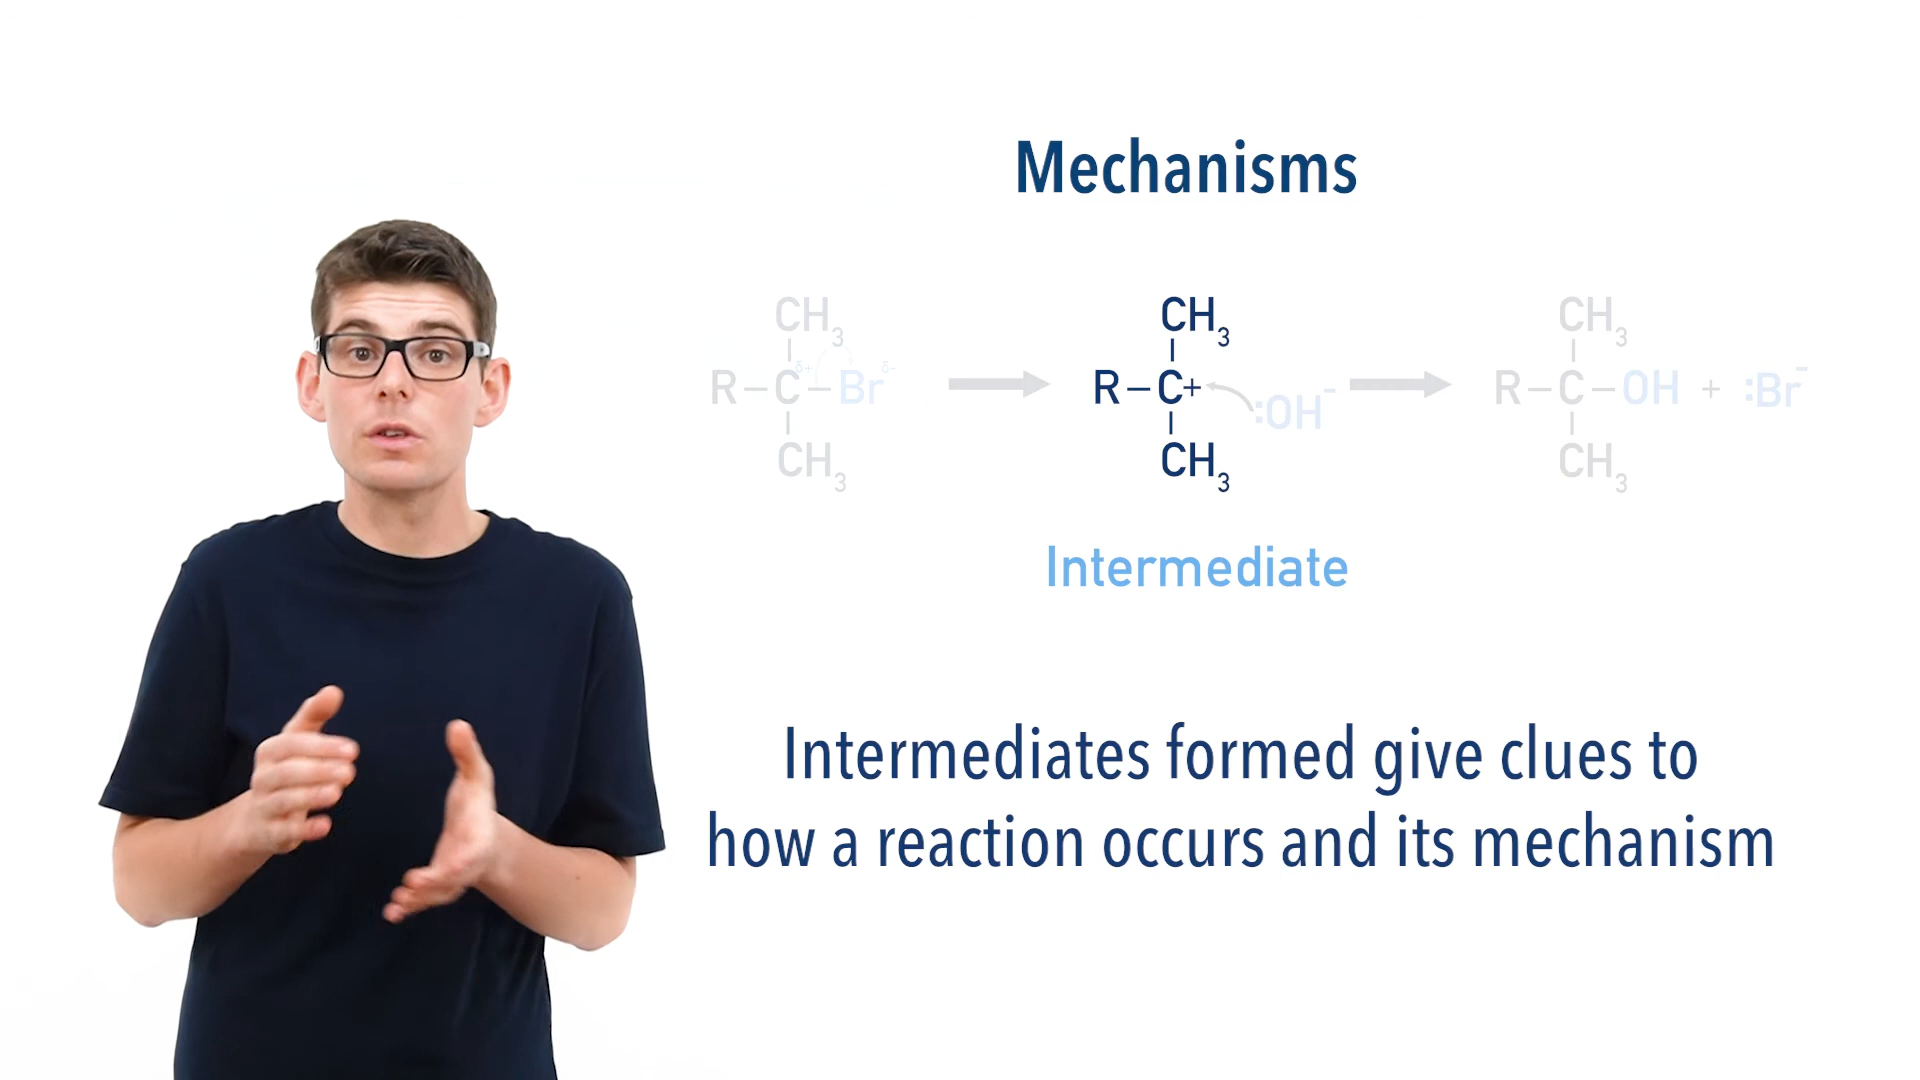 Mechanisms
CH3 CH3 CH3
R–C–Br δ+ δ- R–C+ :OH- R–C–OH + :Br-
CH3 CH3 CH3
Intermediate
Intermediates formed give clues to
how a reaction occurs and its mechanism